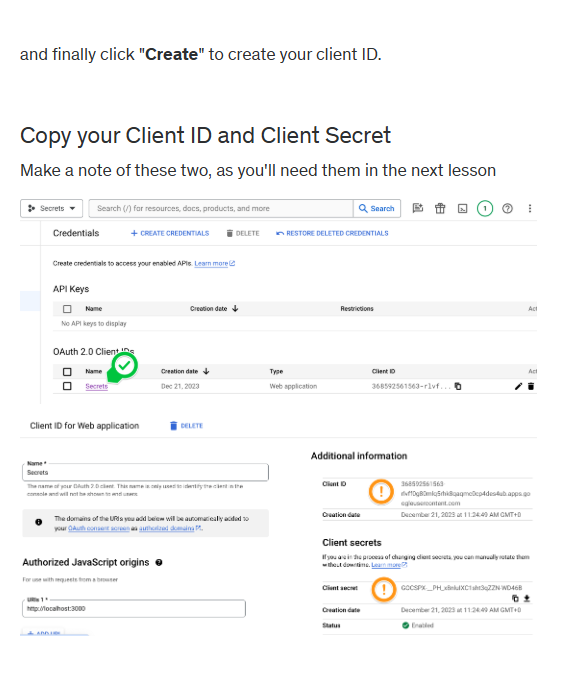 and finally click "Create" to create your client ID.
Copy your Client ID and Client Secret
Make a note of these two, as you'll need them in the next lesson
Secrets
Search (/) for resources, docs, products, and more
Search
1
Credentials
+ CREATE CREDENTIALS
DELETE
RESTORE DELETED CREDENTIALS
Create credentials to access your enabled APIs. Learn more
API Keys
Name Creation date Restrictions
No API keys to display
OAuth 2.0 Client IDs
Name Creation date Type Client ID
Secrets Dec 21, 2023 Web application 368592561563-rlvf...
Client ID for Web application
DELETE
Name *
Secrets
The name of your OAuth 2.0 client. This name is only used to identify the client in the
console and will not be shown to end users.
The domains of the URIs you add below will be automatically added to
your OAuth consent screen as authorized domains.
Authorized JavaScript origins
For use with requests from a browser
URIs 1 *
http://localhost:3000
+ ADD URI
Additional information
Client ID
368592561563
Creation date December 21, 2023 at 11:24:49 AM GMT+0
Client secrets
If you are in the process of changing client secrets, you can manually rotate them
without downtime. Learn more
Client secret
Creation date December 21, 2023 at 11:24:49 AM GMT+0
Status Enabled